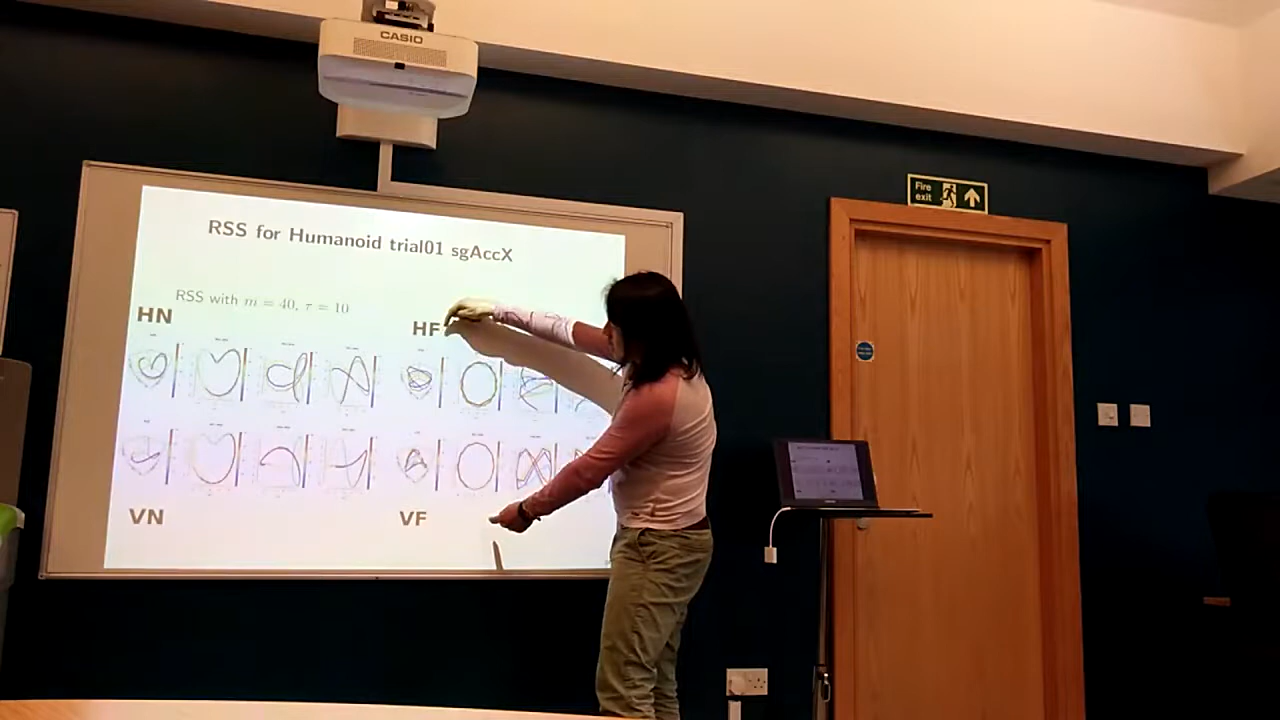 CASIO
Fire
exit
RSS for Humanoid trial01 sgAccX
RSS with m = 40, τ = 10
HN
HF
VN
VF